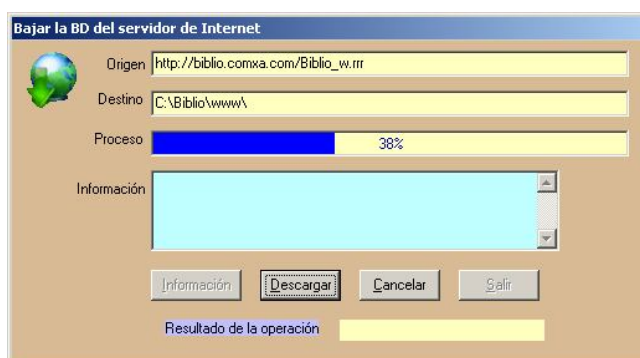 Bajar la BD del servidor de Internet
Origen http://biblio.comxa.com/Biblio_w.rrr
Destino C:\Biblio\www\
Proceso 38%
Información
Información Descargar Cancelar Salir
Resultado de la operación